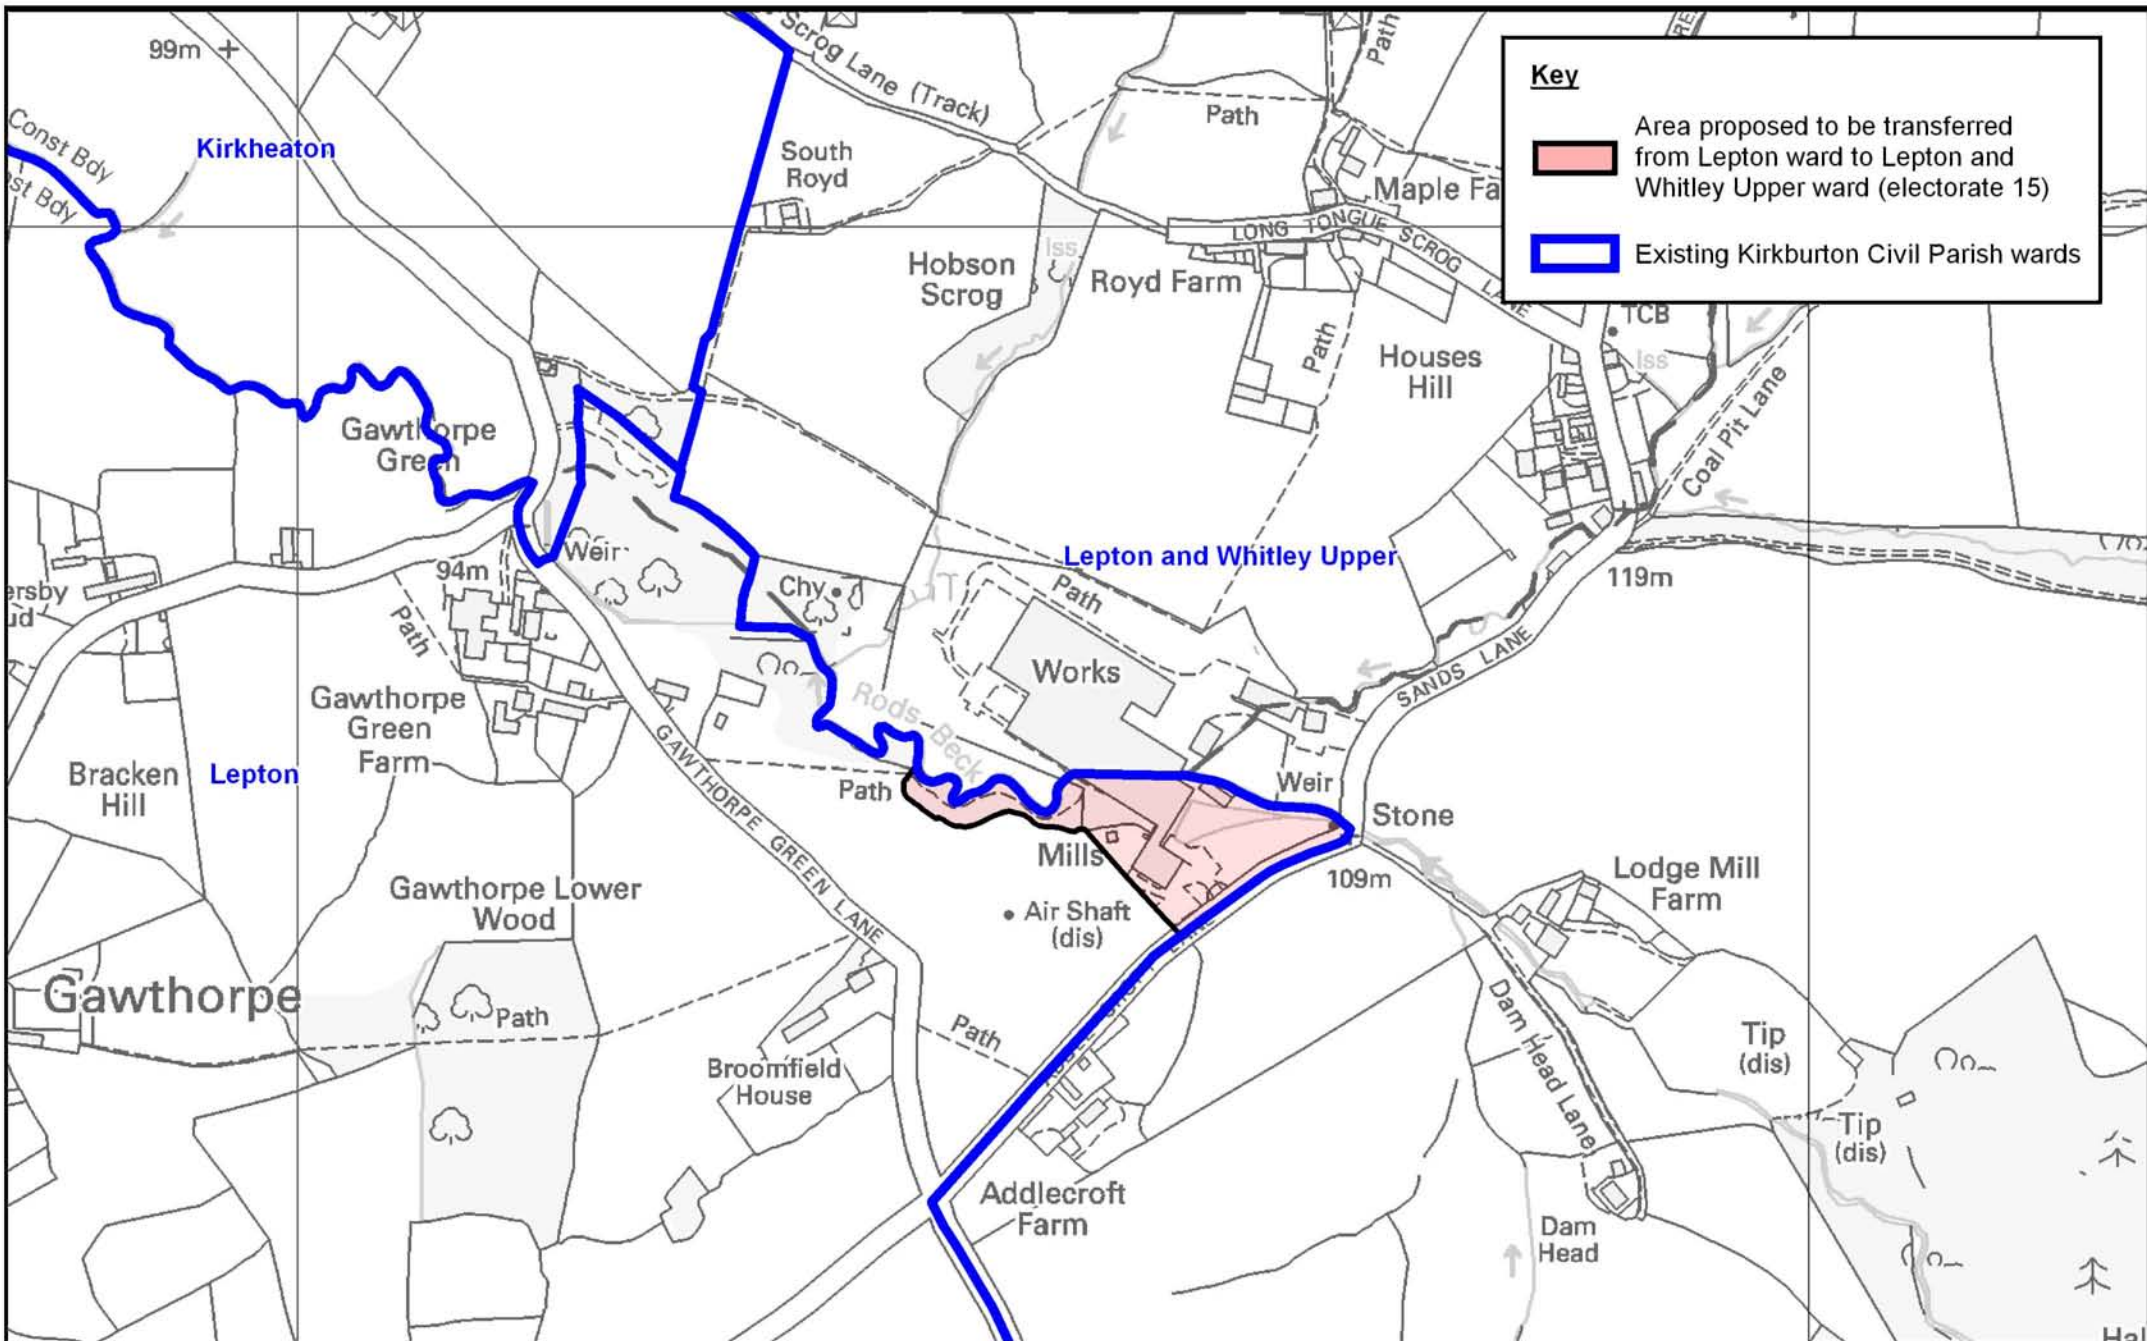 99m
Scrog Lane (Track)
Path
Path
Key
Area proposed to be transferred
from Lepton ward to Lepton and
Whitley Upper ward (electorate 15)
Existing Kirkburton Civil Parish wards
Const Bdy
Kirkheaton
South
Royd
Maple Fa
LONG TONGUE SCROG LANE
Hobson
Scrog
Iss
Royd Farm
TCB
Iss
Path
Houses
Hill
Coal Pit Lane
Gawthorpe
Green
Weir
94m
Path
Chy
Lepton and Whitley Upper
Path
119m
Works
SANDS LANE
Gawthorpe
Green
Farm
Rods Beck
GAWTHORPE GREEN LANE
Bracken
Hill
Lepton
Path
Weir
Stone
Mills
109m
Lodge Mill
Farm
Gawthorpe Lower
Wood
Air Shaft
(dis)
Gawthorpe
Path
Path
Dam Head Lane
Tip
(dis)
Broomfield
House
Tip
(dis)
Addlecroft
Farm
Dam
Head